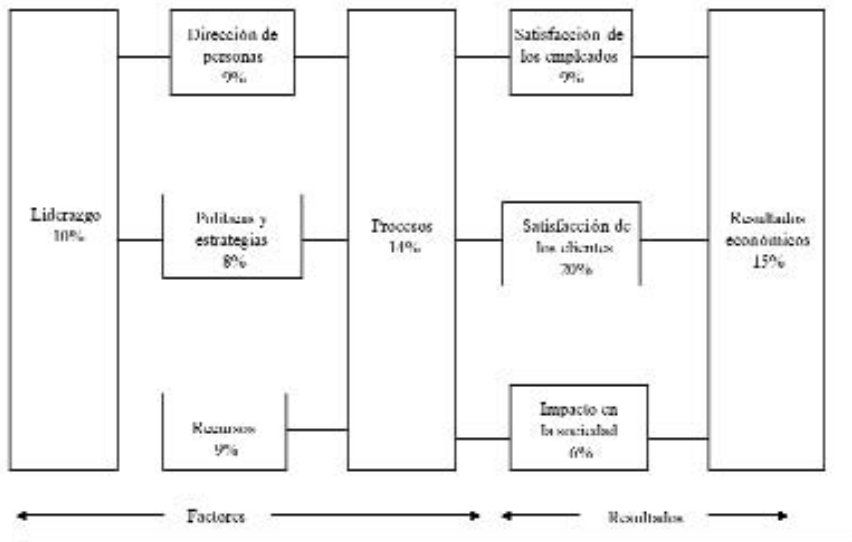 Dirección de
personas
9%
Satisfacción de
los empleados
9%
Liderazgo
10%
Políticas y
estrategias
8%
Procesos
14%
Satisfacción de
los clientes
20%
Resultados
económicos
15%
Recursos
9%
Impacto en
la sociedad
6%
Factores
Resultados